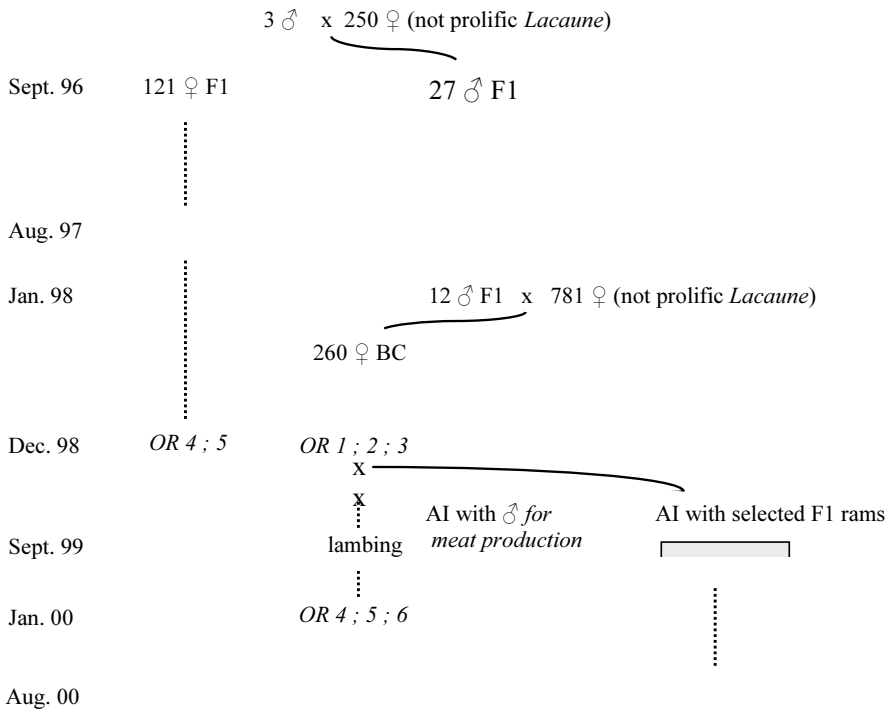 3 ♂ x 250 ♀ (not prolific Lacaune)
Sept. 96 121 ♀ F1 27 ♂ F1
Aug. 97
Jan. 98 12 ♂ F1 x 781 ♀ (not prolific Lacaune)
260 ♀ BC
Dec. 98 OR 4 ; 5 OR 1 ; 2 ; 3
x
x
AI with ♂ for AI with selected F1 rams
meat production
Sept. 99 lambing
Jan. 00 OR 4 ; 5 ; 6
Aug. 00